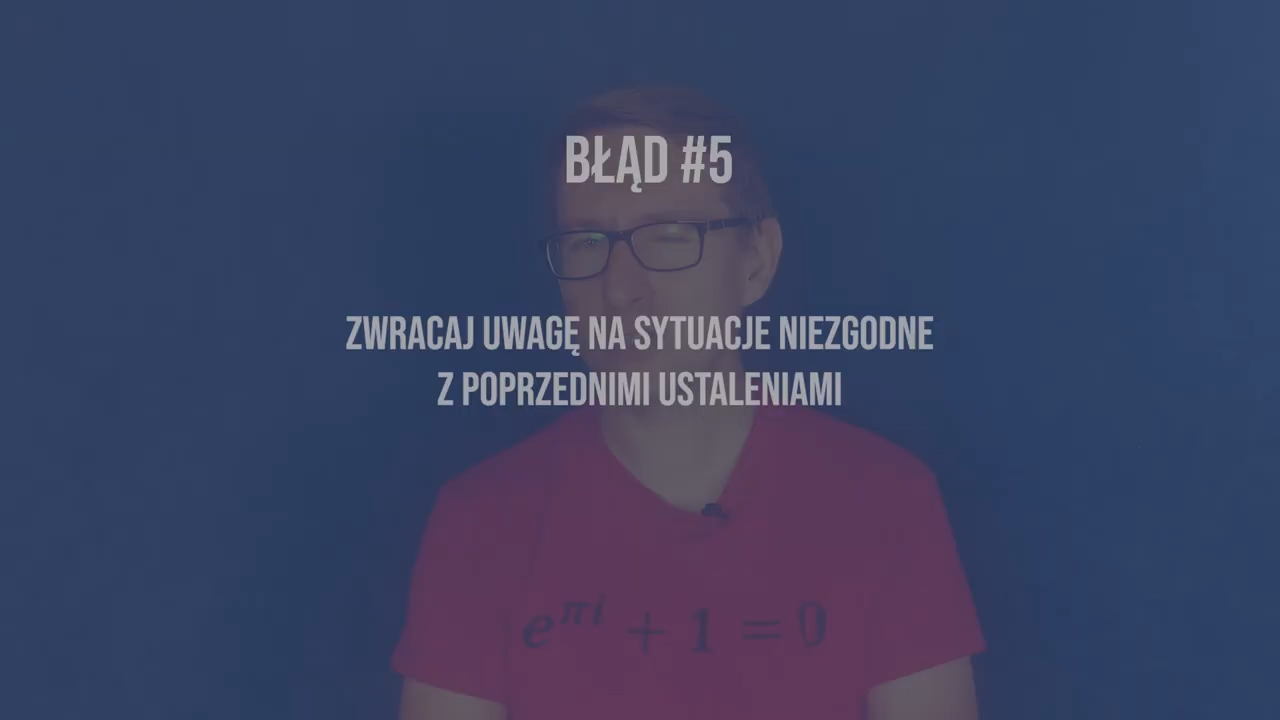 BŁĄD #5
ZWRACAJ UWAGĘ NA SYTUACJE NIEZGODNE
Z POPRZEDNIMI USTALENIAMI
e^{πi} + 1 = 0